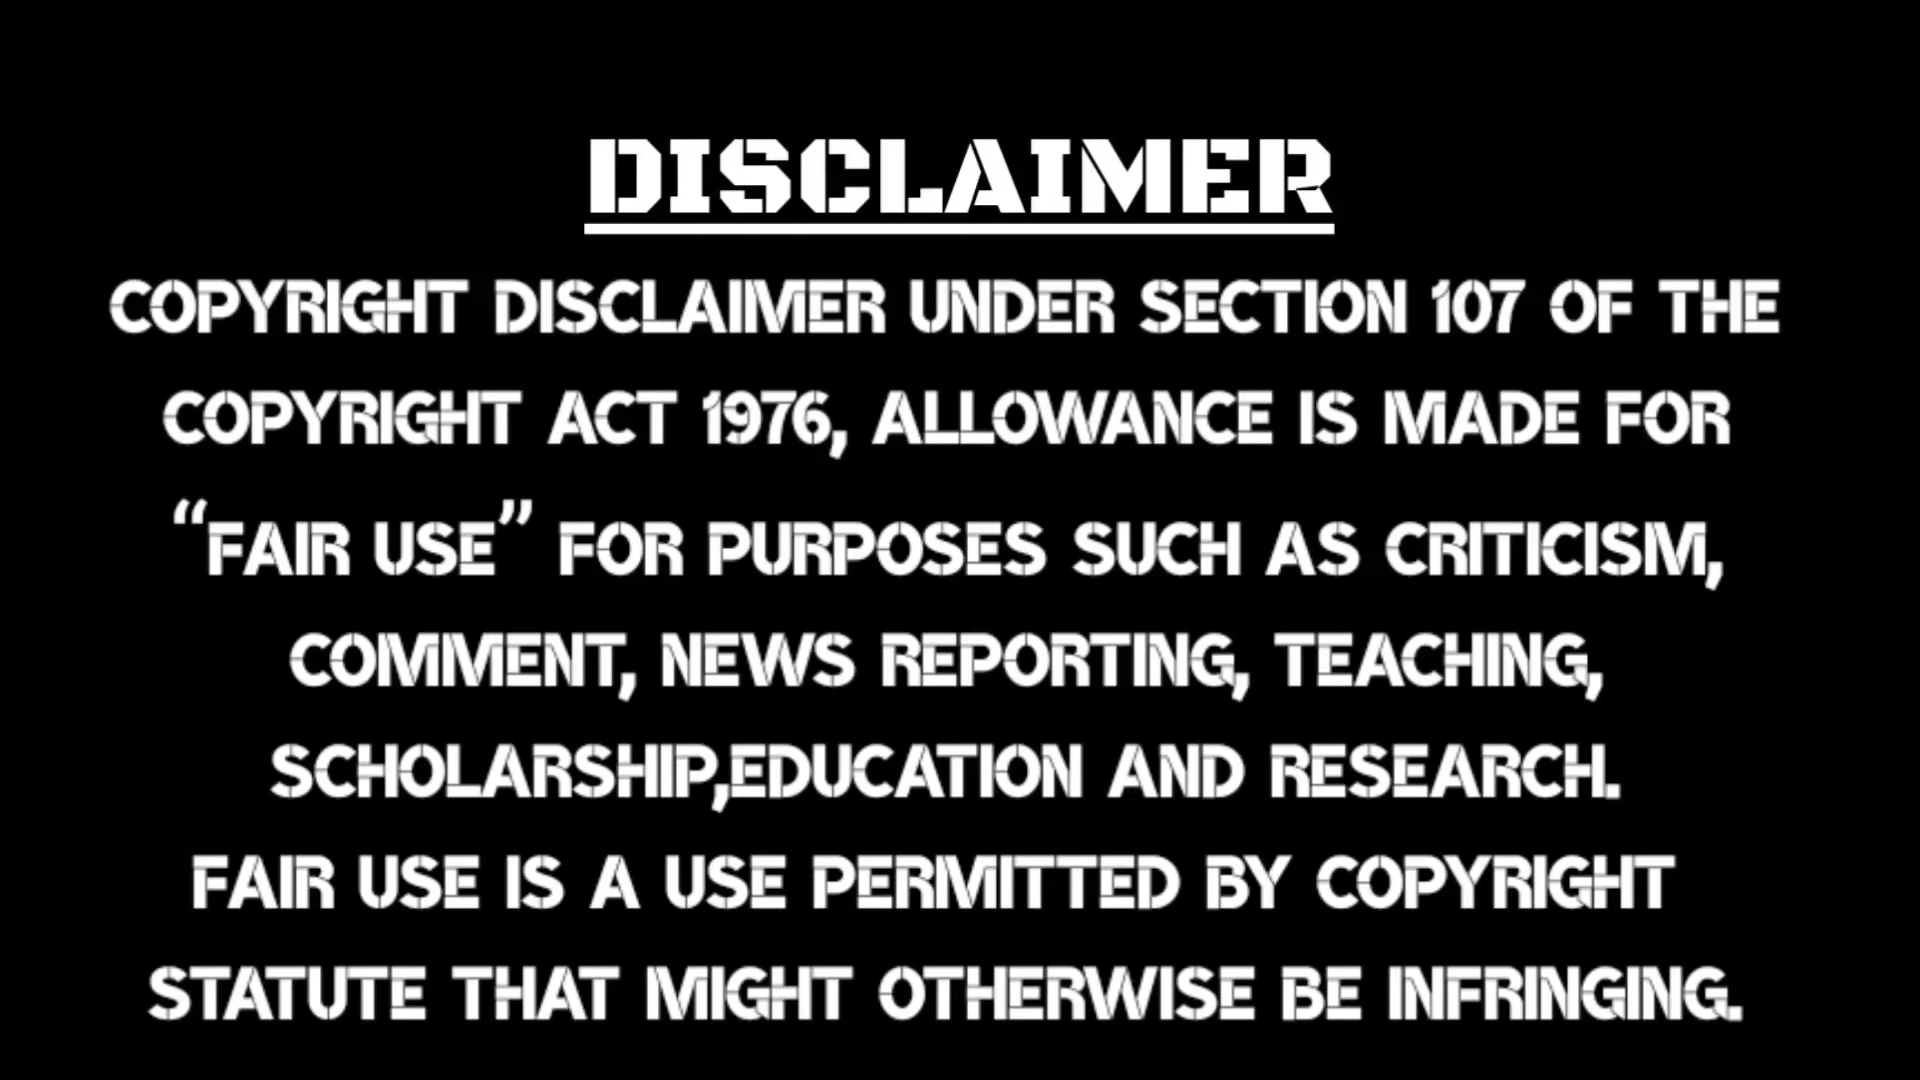 DISCLAIMER
COPYRIGHT DISCLAIMER UNDER SECTION 107 OF THE
COPYRIGHT ACT 1976, ALLOWANCE IS MADE FOR
“FAIR USE” FOR PURPOSES SUCH AS CRITICISM,
COMMENT, NEWS REPORTING, TEACHING,
SCHOLARSHIP,EDUCATION AND RESEARCH.
FAIR USE IS A USE PERMITTED BY COPYRIGHT
STATUTE THAT MIGHT OTHERWISE BE INFRINGING.